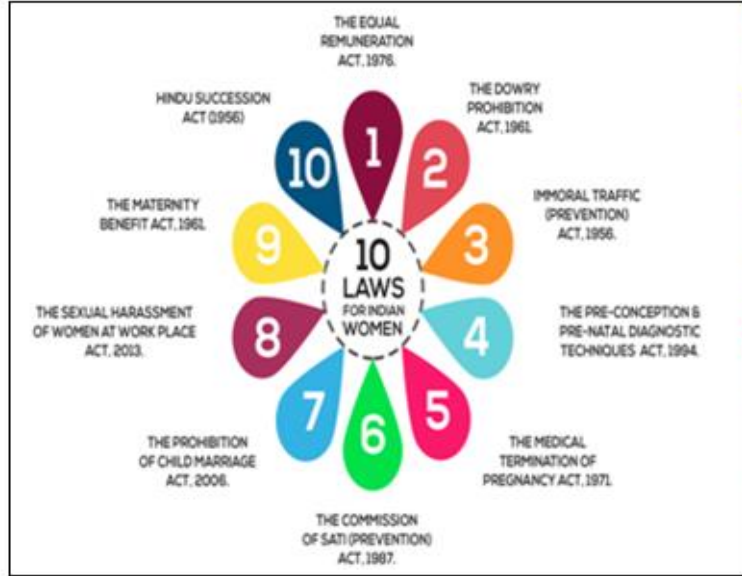 THE EQUAL
REMUNERATION
ACT, 1976.
1
THE DOWRY
PROHIBITION
ACT, 1961.
2
IMMORAL TRAFFIC
(PREVENTION)
ACT, 1956.
3
THE PRE-CONCEPTION &
PRE-NATAL DIAGNOSTIC
TECHNIQUES ACT, 1994.
4
THE MEDICAL
TERMINATION OF
PREGNANCY ACT, 1971.
5
THE COMMISSION
OF SATI (PREVENTION)
ACT, 1987.
6
THE PROHIBITION
OF CHILD MARRIAGE
ACT, 2006.
7
THE SEXUAL HARASSMENT
OF WOMEN AT WORK PLACE
ACT, 2013.
8
THE MATERNITY
BENEFIT ACT, 1961.
9
HINDU SUCCESSION
ACT (1956)
10
10
LAWS
FOR INDIAN
WOMEN